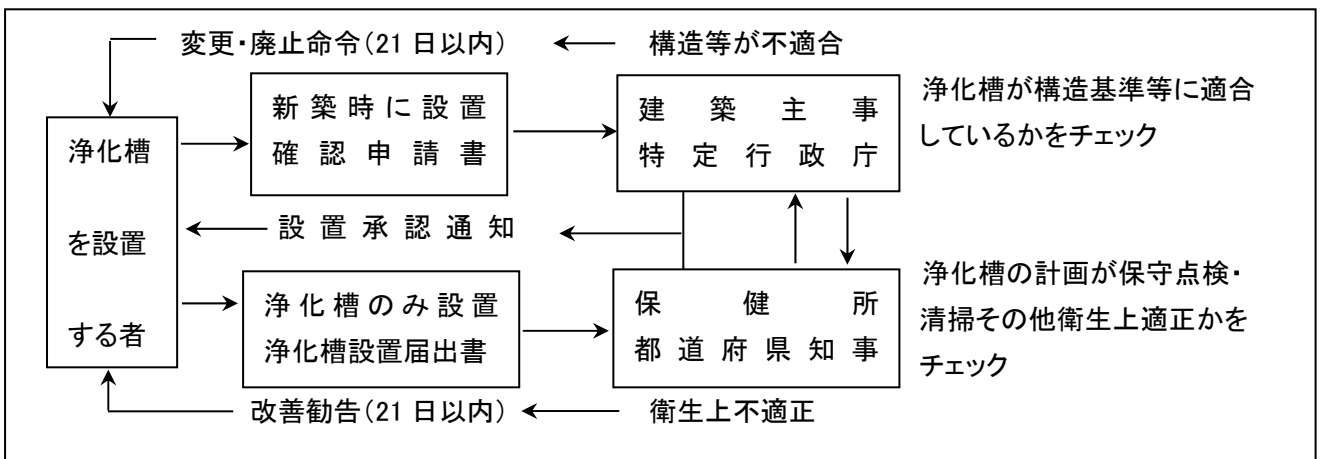 変更・廃止命令(21日以内)
構造等が不適合
新築時に設置
確認申請書
建築主事
特定行政庁
浄化槽が構造基準等に適合
しているかをチェック
浄化槽
を設置
する者
設置承認通知
浄化槽のみ設置
浄化槽設置届出書
保健所
都道府県知事
浄化槽の計画が保守点検・
清掃その他衛生上適正かを
チェック
改善勧告(21日以内)
衛生上不適正